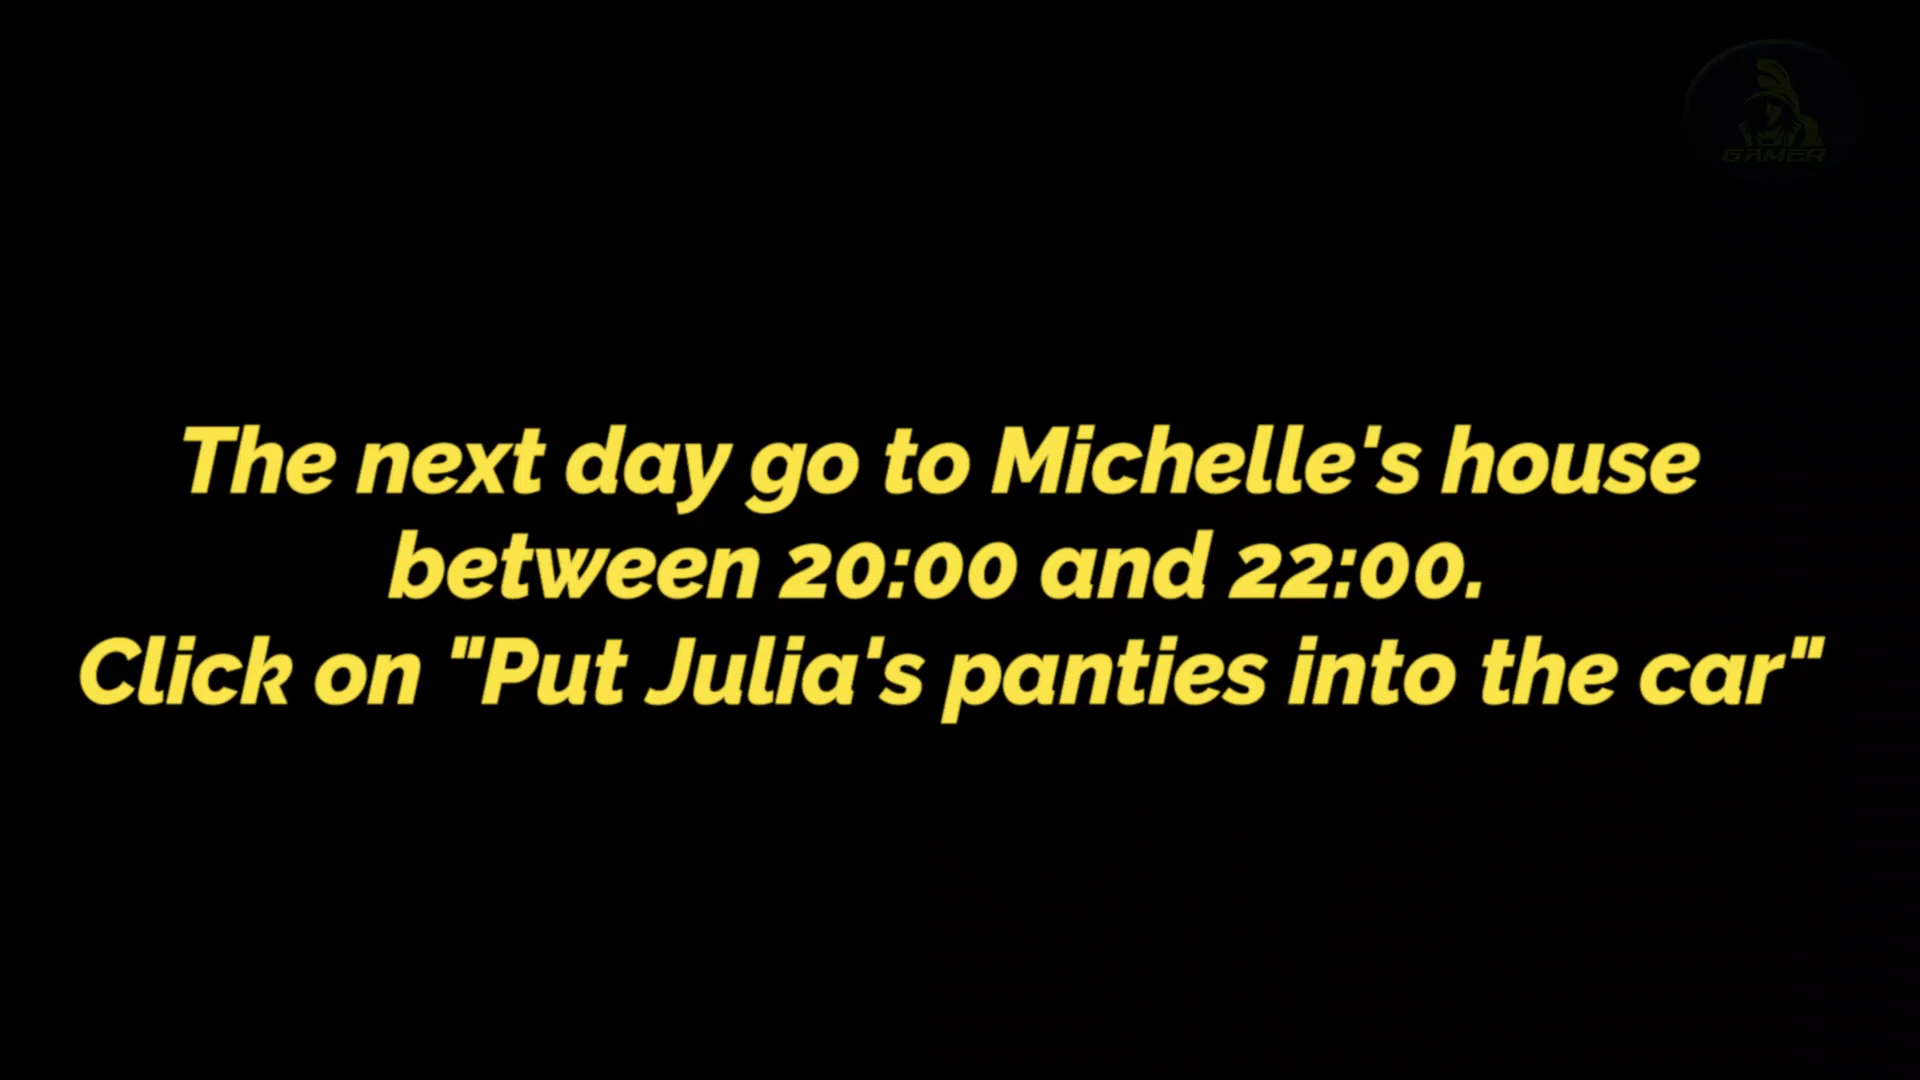 GAMER
The next day go to Michelle's house
between 20:00 and 22:00.
Click on "Put Julia's panties into the car"